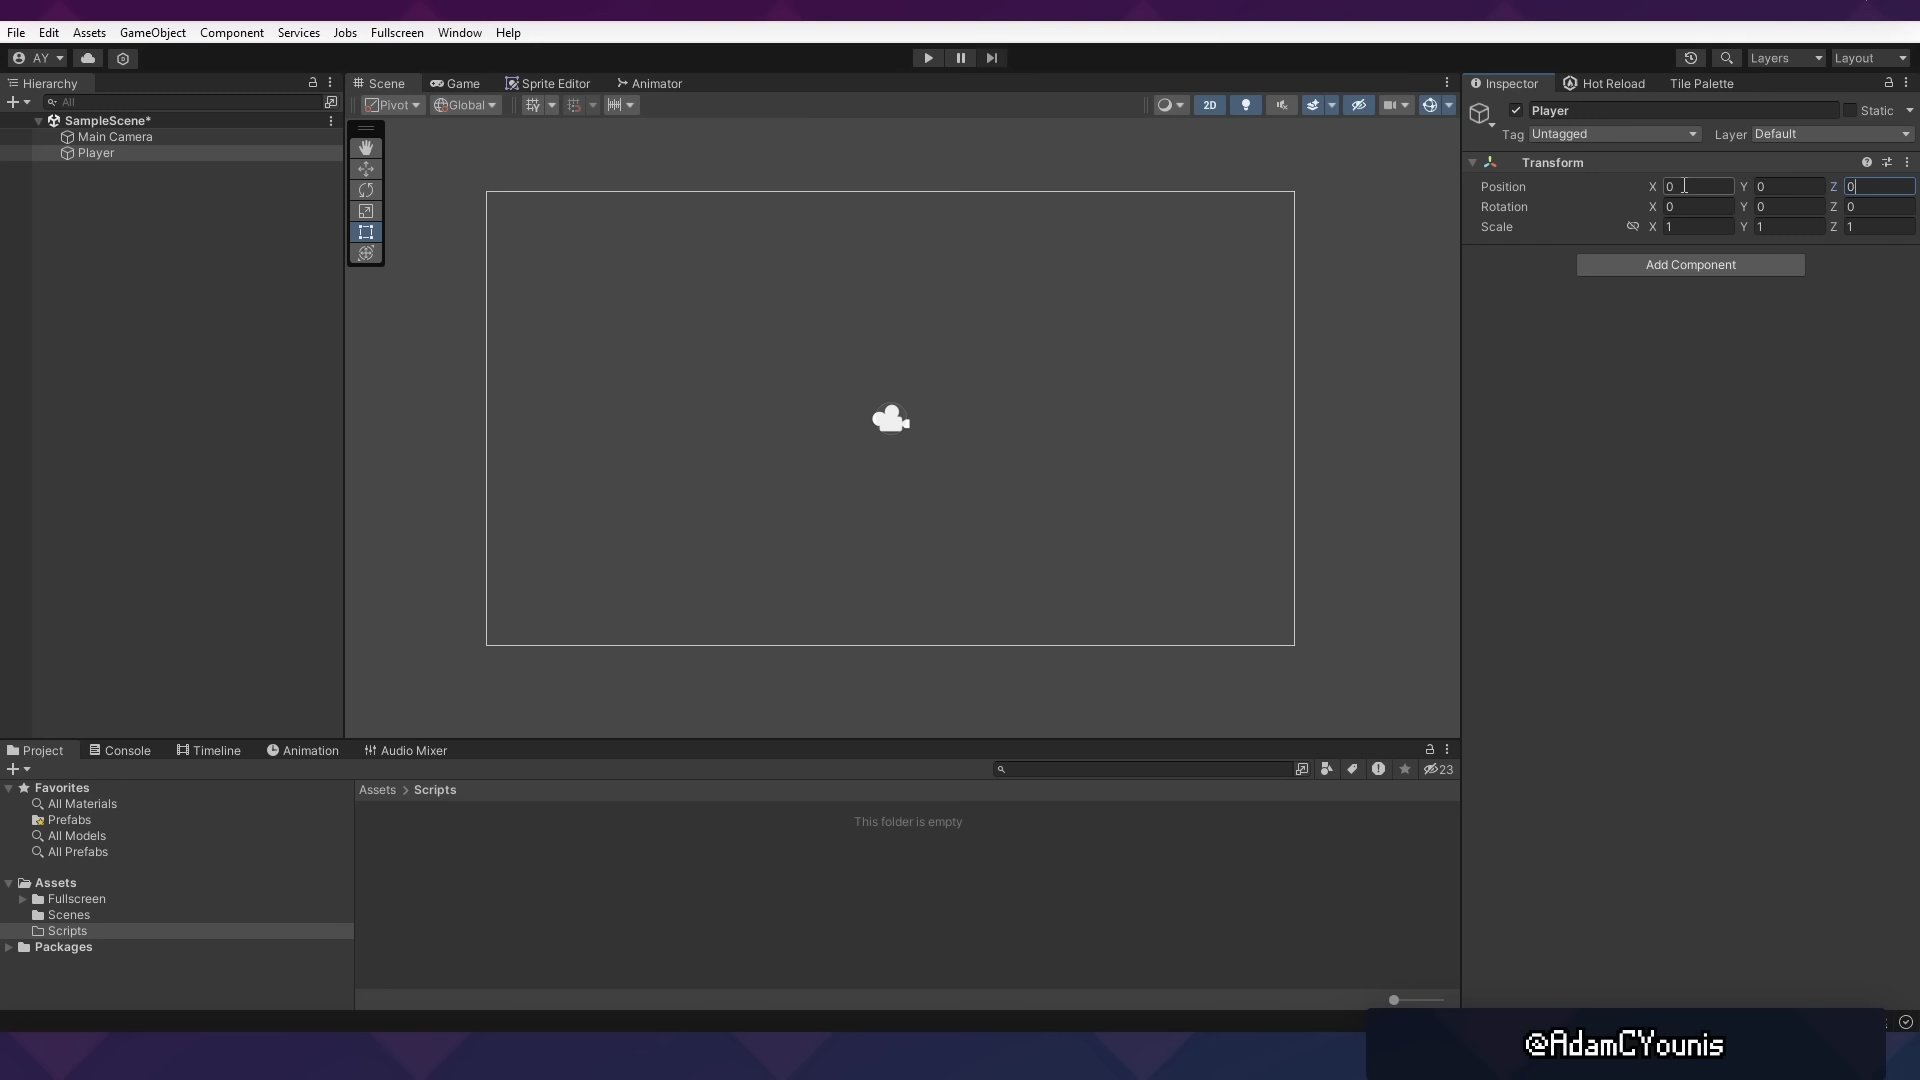 File Edit Assets GameObject Component Services Jobs Fullscreen Window Help
AY Layers Layout
Hierarchy Scene Game Sprite Editor Animator Inspector Hot Reload Tile Palette
All Pivot Global 2D Player Static
SampleScene*
Main Camera Tag Untagged Layer Default
Player
Transform
Position X 0 Y 0 Z 0
Rotation X 0 Y 0 Z 0
Scale X 1 Y 1 Z 1
Add Component
Project Console Timeline Animation Audio Mixer
23
Favorites Assets > Scripts
All Materials
Prefabs This folder is empty
All Models
All Prefabs
Assets
Fullscreen
Scenes
Scripts
Packages
@AdamCYounis